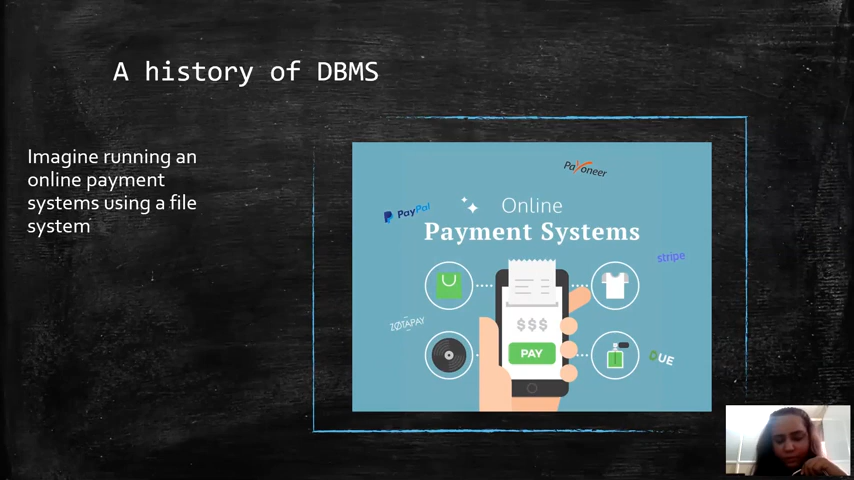 A history of DBMS
Imagine running an
online payment
systems using a file
system
Payoneer
PayPal
Online
Payment Systems
stripe
$$$
ZOTAPAY
PAY
DUE